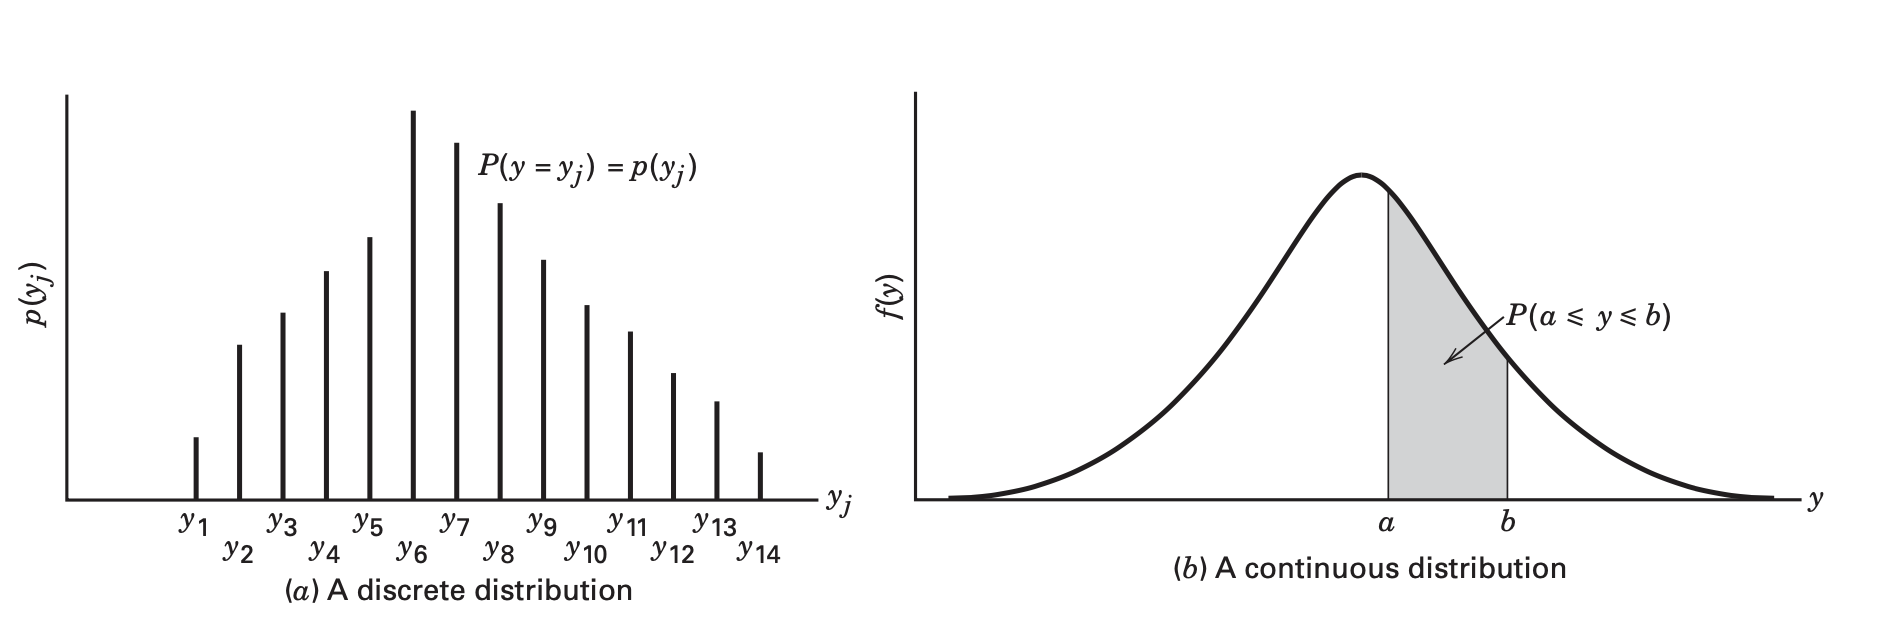 p(yj)
P(y = yj) = p(yj)
yj
y1 y3 y5 y7 y9 y11 y13
y2 y4 y6 y8 y10 y12 y14
(a) A discrete distribution
f(y)
P(a ⩽ y ⩽ b)
y
a b
(b) A continuous distribution